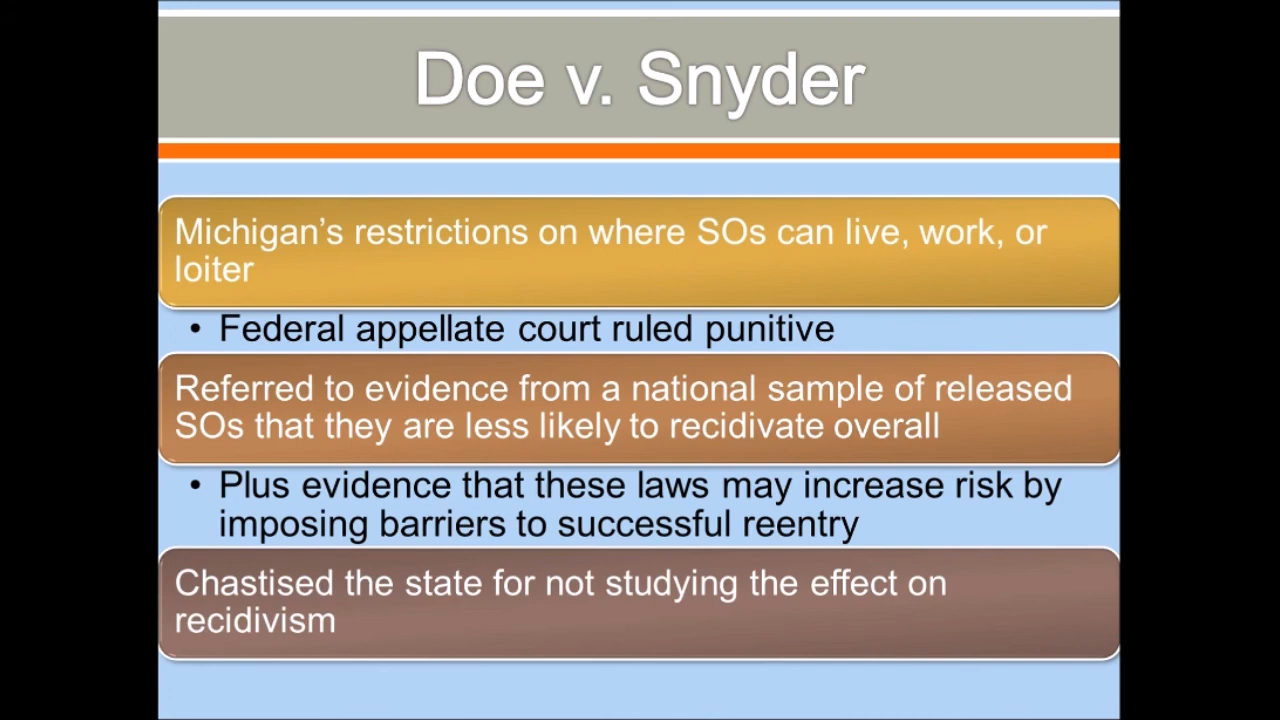 Doe v. Snyder
Michigan’s restrictions on where SOs can live, work, or
loiter
• Federal appellate court ruled punitive
Referred to evidence from a national sample of released
SOs that they are less likely to recidivate overall
• Plus evidence that these laws may increase risk by
imposing barriers to successful reentry
Chastised the state for not studying the effect on
recidivism